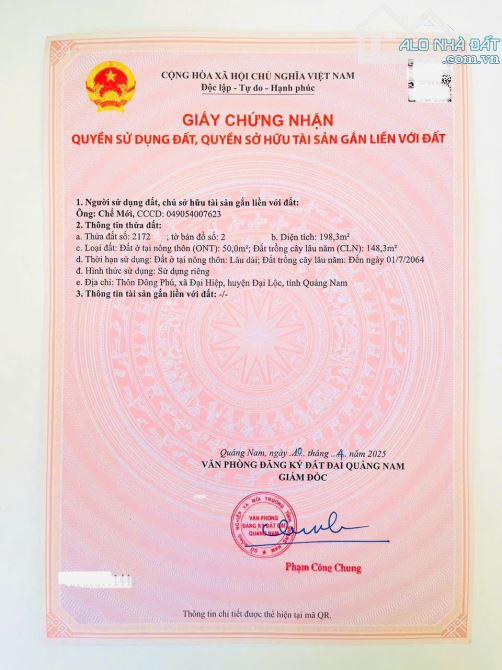 ALO NHÀ ĐẤT
.com.vn
CỘNG HÒA XÃ HỘI CHỦ NGHĨA VIỆT NAM
Độc lập - Tự do - Hạnh phúc
GIẤY CHỨNG NHẬN
QUYỀN SỬ DỤNG ĐẤT, QUYỀN SỞ HỮU TÀI SẢN GẮN LIỀN VỚI ĐẤT
1. Người sử dụng đất, chủ sở hữu tài sản gắn liền với đất:
Ông: Chế Mới, CCCD: 049054007623
2. Thông tin thửa đất:
a. Thửa đất số: 2172 ; tờ bản đồ số: 2 b. Diện tích: 198,3m²
c. Loại đất: Đất ở tại nông thôn (ONT): 50,0m²; Đất trồng cây lâu năm (CLN): 148,3m²
d. Thời hạn sử dụng: Đất ở tại nông thôn: Lâu dài; Đất trồng cây lâu năm: Đến ngày 01/7/2064
đ. Hình thức sử dụng: Sử dụng riêng
e. Địa chỉ: Thôn Đông Phú, xã Đại Hiệp, huyện Đại Lộc, tỉnh Quảng Nam
3. Thông tin tài sản gắn liền với đất: -/-
Quảng Nam, ngày 10 tháng 4 năm 2025
VĂN PHÒNG ĐĂNG KÝ ĐẤT ĐAI QUẢNG NAM
GIÁM ĐỐC
VĂN PHÒNG
ĐĂNG KÝ ĐẤT ĐAI
QUẢNG NAM
Phạm Công Chung
Thông tin chi tiết được thể hiện tại mã QR.